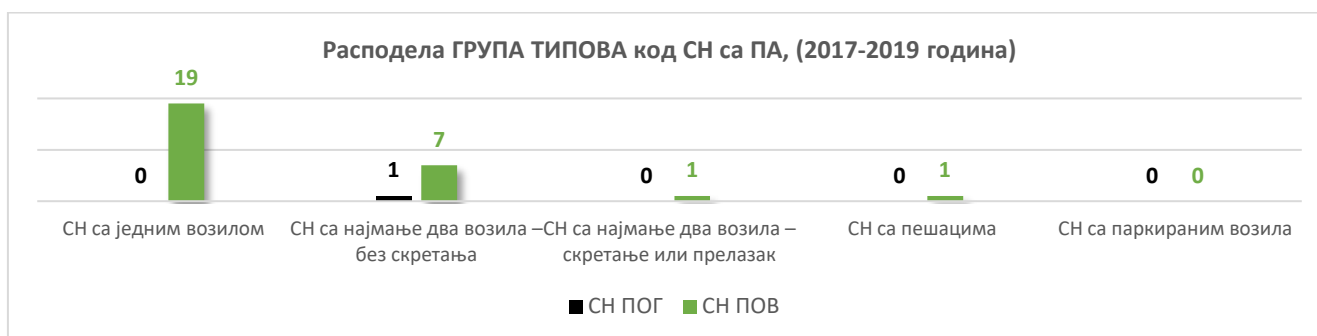 Расподела ГРУПА ТИПОВА код СН са ПА, (2017-2019 година)
19
7
0
1
0
1
0
1
0
0
СН са једним возилом
СН са најмање два возила –
без скретања
СН са најмање два возила –
скретање или прелазак
СН са пешацима
СН са паркираним возила
СН ПОГ
СН ПОВ